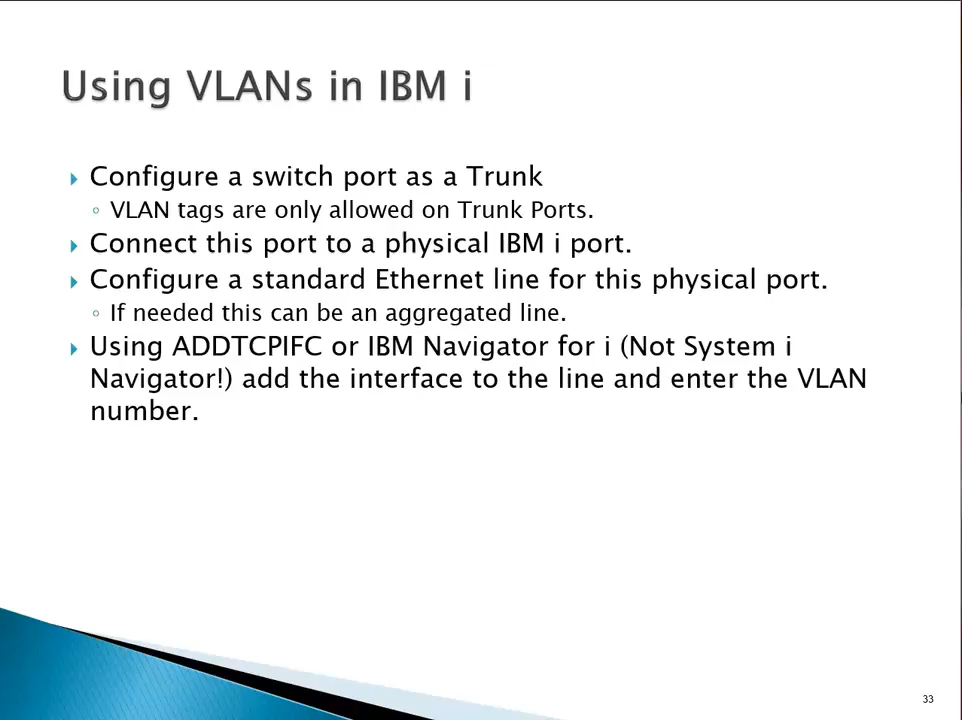 Using VLANs in IBM i
Configure a switch port as a Trunk
VLAN tags are only allowed on Trunk Ports.
Connect this port to a physical IBM i port.
Configure a standard Ethernet line for this physical port.
If needed this can be an aggregated line.
Using ADDTCPIFC or IBM Navigator for i (Not System i
Navigator!) add the interface to the line and enter the VLAN
number.
33